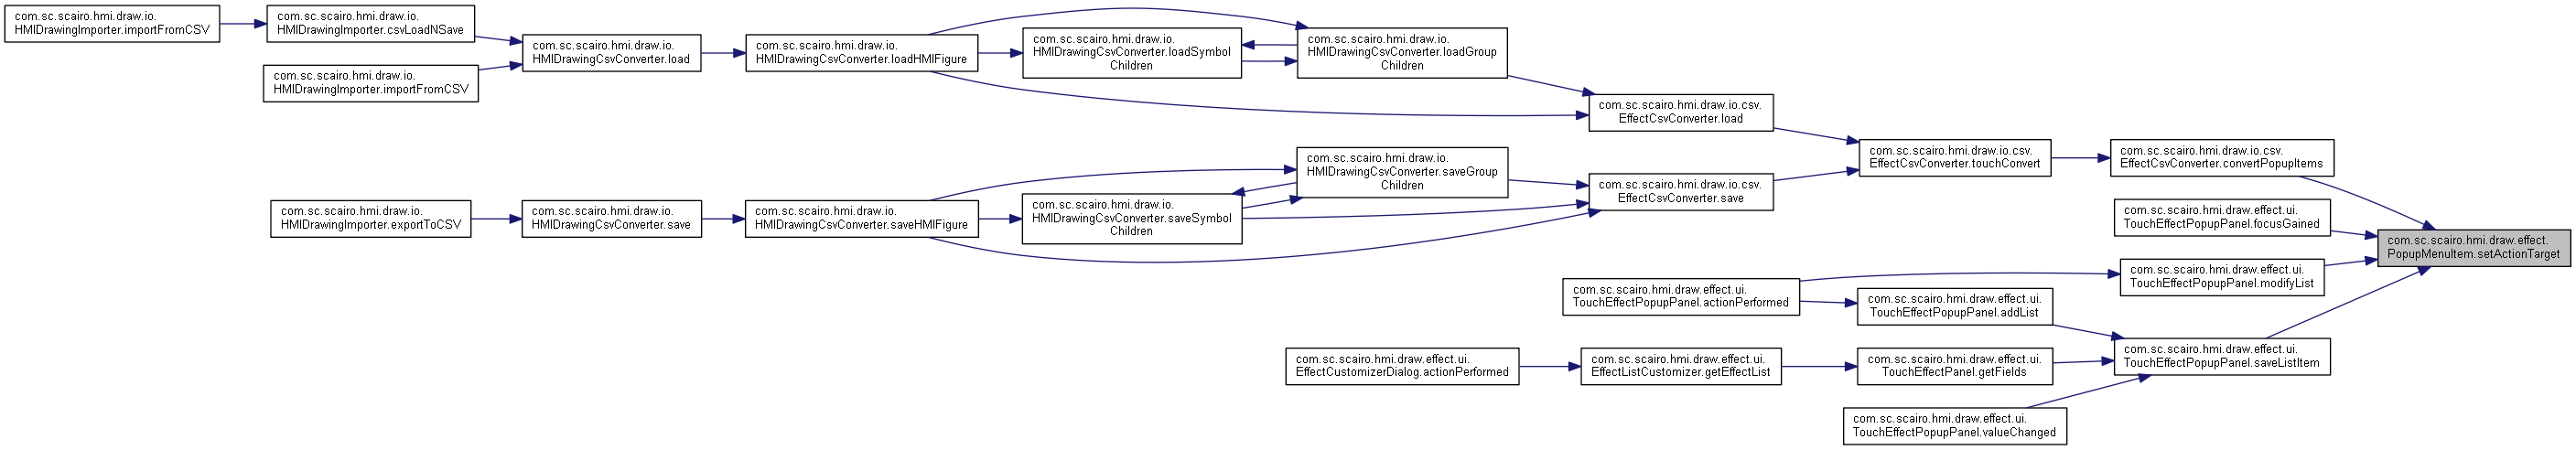 com.sc.scairo.hmi.draw.io.
HMIDrawingImporter.importFromCSV
com.sc.scairo.hmi.draw.io.
HMIDrawingImporter.csvLoadNSave
com.sc.scairo.hmi.draw.io.
HMIDrawingImporter.importFromCSV
com.sc.scairo.hmi.draw.io.
HMIDrawingCsvConverter.load
com.sc.scairo.hmi.draw.io.
HMIDrawingCsvConverter.loadHMIFigure
com.sc.scairo.hmi.draw.io.
HMIDrawingCsvConverter.loadSymbol
Children
com.sc.scairo.hmi.draw.io.
HMIDrawingCsvConverter.loadGroup
Children
com.sc.scairo.hmi.draw.io.csv.
EffectCsvConverter.load
com.sc.scairo.hmi.draw.io.csv.
EffectCsvConverter.touchConvert
com.sc.scairo.hmi.draw.io.csv.
EffectCsvConverter.convertPopupItems
com.sc.scairo.hmi.draw.io.
HMIDrawingImporter.exportToCSV
com.sc.scairo.hmi.draw.io.
HMIDrawingCsvConverter.save
com.sc.scairo.hmi.draw.io.
HMIDrawingCsvConverter.saveHMIFigure
com.sc.scairo.hmi.draw.io.
HMIDrawingCsvConverter.saveSymbol
Children
com.sc.scairo.hmi.draw.io.
HMIDrawingCsvConverter.saveGroup
Children
com.sc.scairo.hmi.draw.io.csv.
EffectCsvConverter.save
com.sc.scairo.hmi.draw.effect.ui.
TouchEffectPopupPanel.focusGained
com.sc.scairo.hmi.draw.effect.
PopupMenuItem.setActionTarget
com.sc.scairo.hmi.draw.effect.ui.
TouchEffectPopupPanel.modifyList
com.sc.scairo.hmi.draw.effect.ui.
TouchEffectPopupPanel.actionPerformed
com.sc.scairo.hmi.draw.effect.ui.
TouchEffectPopupPanel.addList
com.sc.scairo.hmi.draw.effect.ui.
TouchEffectPopupPanel.saveListItem
com.sc.scairo.hmi.draw.effect.ui.
EffectCustomizerDialog.actionPerformed
com.sc.scairo.hmi.draw.effect.ui.
EffectListCustomizer.getEffectList
com.sc.scairo.hmi.draw.effect.ui.
TouchEffectPanel.getFields
com.sc.scairo.hmi.draw.effect.ui.
TouchEffectPopupPanel.valueChanged